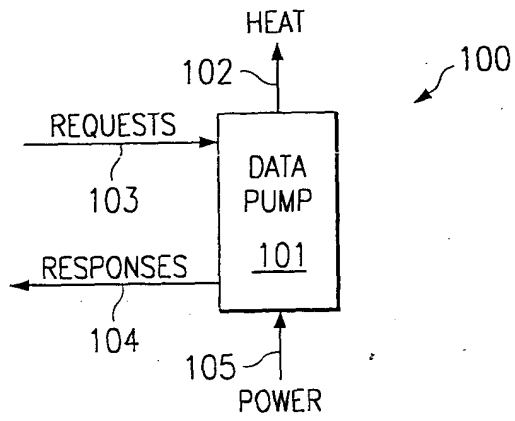 HEAT
102
100
REQUESTS
103
DATA
PUMP
101
RESPONSES
104
105
POWER